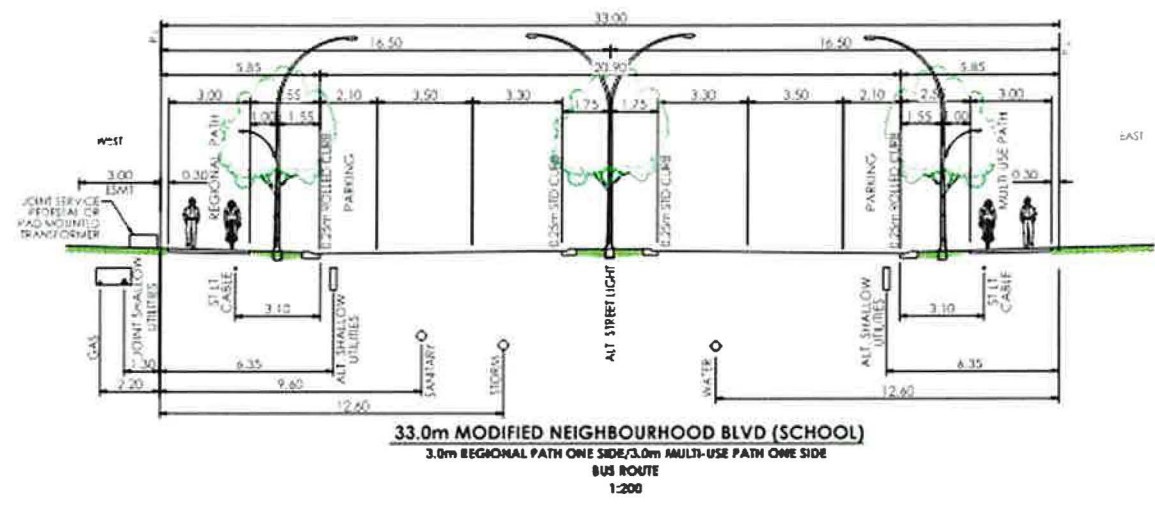 33.00
16.50
16.50
5.85
20.90
5.85
3.00
.55
2.10
3.50
3.30
1.75
1.75
3.30
3.50
2.10
3.00
1.00
1.55
1.55
1.00
WEST
EAST
REGIONAL PATH
0.25m ROLLED CURB
PARKING
0.25m STD CURB
0.25m STD CURB
PARKING
0.25m ROLLED CURB
MULTI USE PATH
3.00
ESMT
0.30
0.30
JOINT SERVICE
PEDESTAL OR
PAD MOUNTED
TRANSFORMER
GAS
JOINT SHALLOW
UTILITIES
ST LT
CABLE
3.10
ALT. SHALLOW
UTILITIES
SANITARY
STORM
ALT STREET LIGHT
WATER
ALT. SHALLOW
UTILITIES
3.10
ST LT
CABLE
1.30
6.35
6.35
2.20
9.60
12.60
12.60
33.0m MODIFIED NEIGHBOURHOOD BLVD (SCHOOL)
3.0m REGIONAL PATH ONE SIDE/3.0m MULTI-USE PATH ONE SIDE
BUS ROUTE
1:200